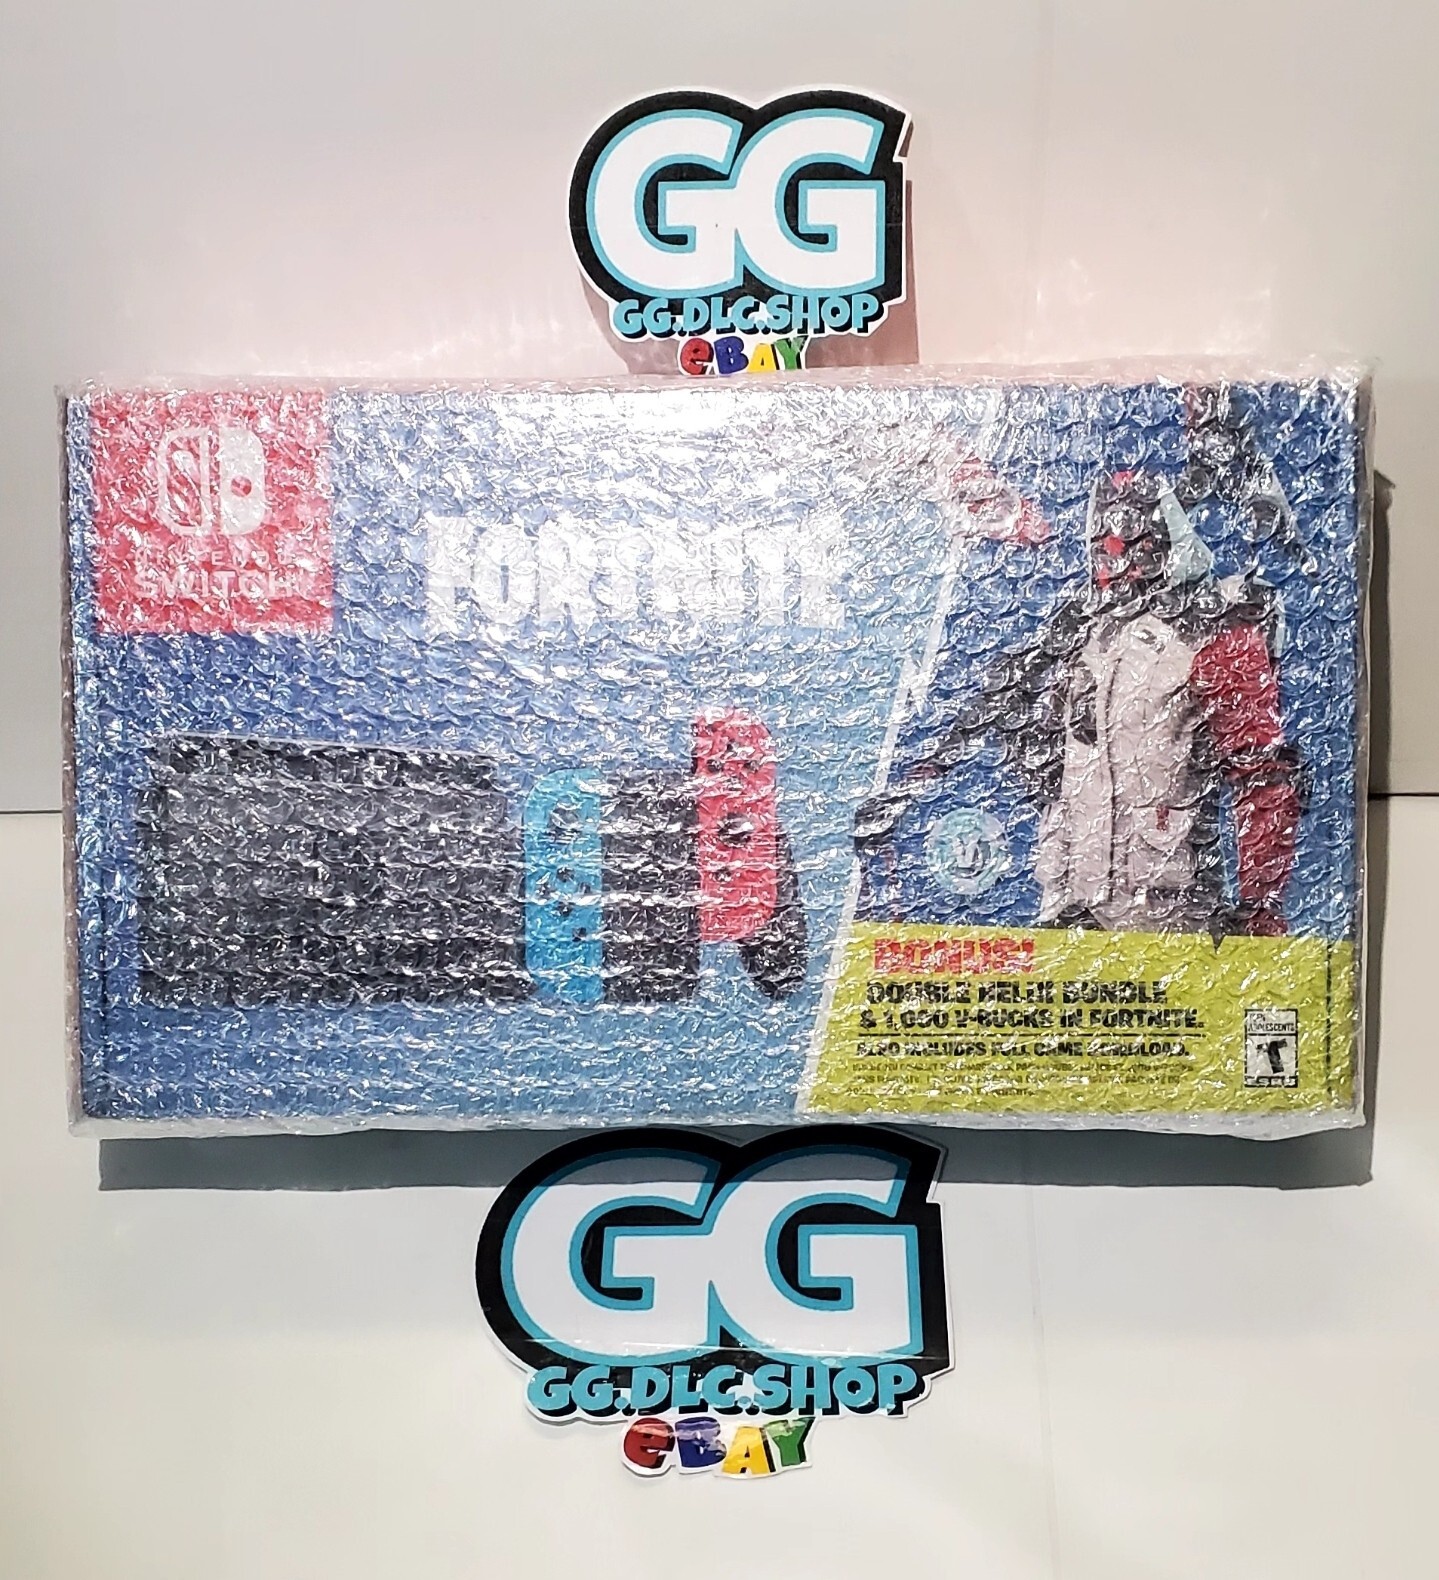 GG
GG.DLC.SHOP
eBAY
SWITCH
FORTNITE
BONUS!
DOUBLE HELIX BUNDLE
& 1,000 V-BUCKS IN FORTNITE.
ALSO INCLUDES FULL GAME DOWNLOAD.
T
GG
GG.DLC.SHOP
eBAY